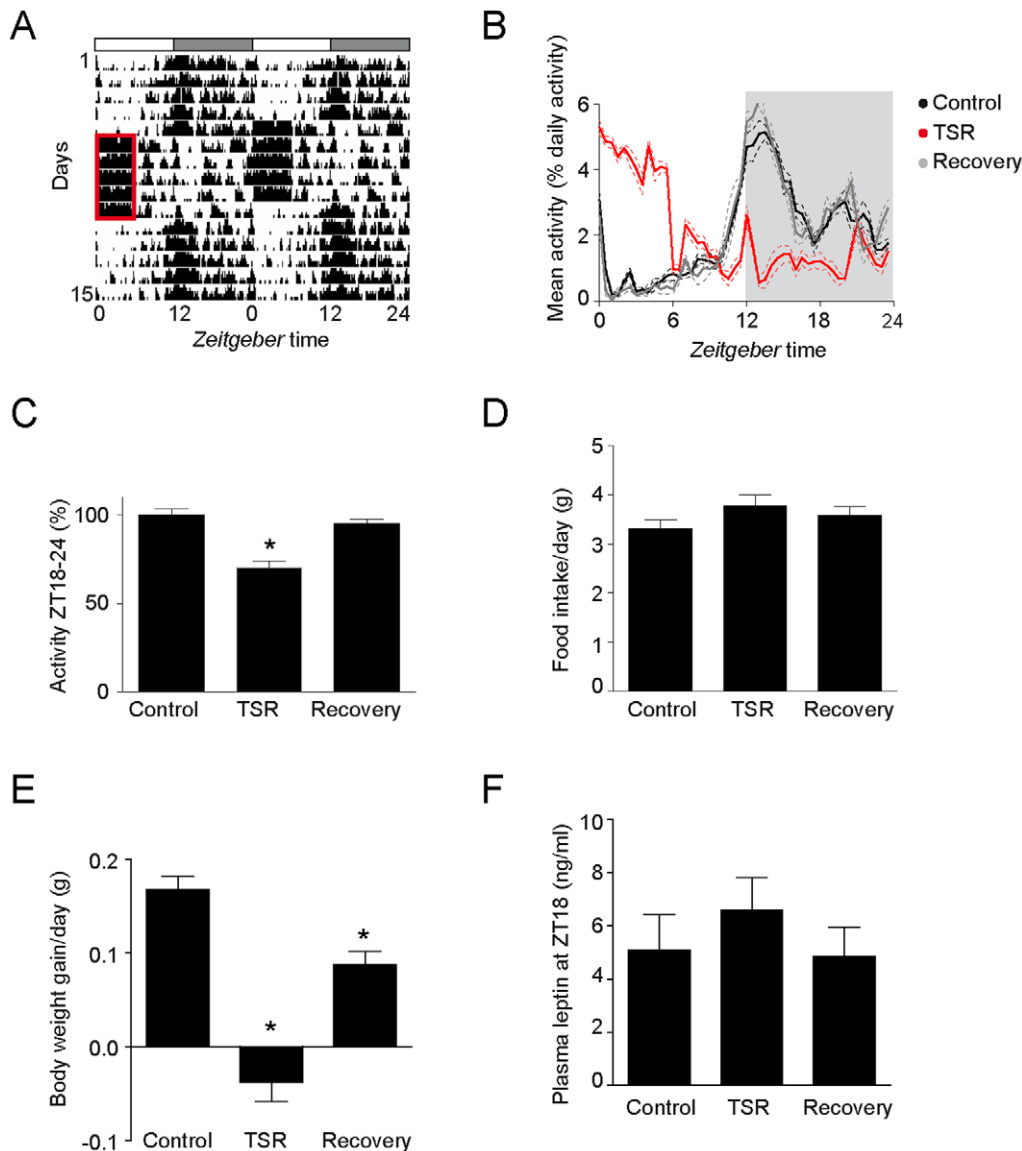 A
1
Days
15
0 12 0 12 24
Zeitgeber time
B
Mean activity (% daily activity)
6
4
2
0
0 6 12 18 24
Zeitgeber time
Control
TSR
Recovery
C
Activity ZT18-24 (%)
100
50
0
*
Control TSR Recovery
D
Food intake/day (g)
5
4
3
2
1
0
Control TSR Recovery
E
Body weight gain/day (g)
0.2
0.1
0.0
-0.1
*
*
Control TSR Recovery
F
Plasma leptin at ZT18 (ng/ml)
10
8
6
4
2
0
Control TSR Recovery